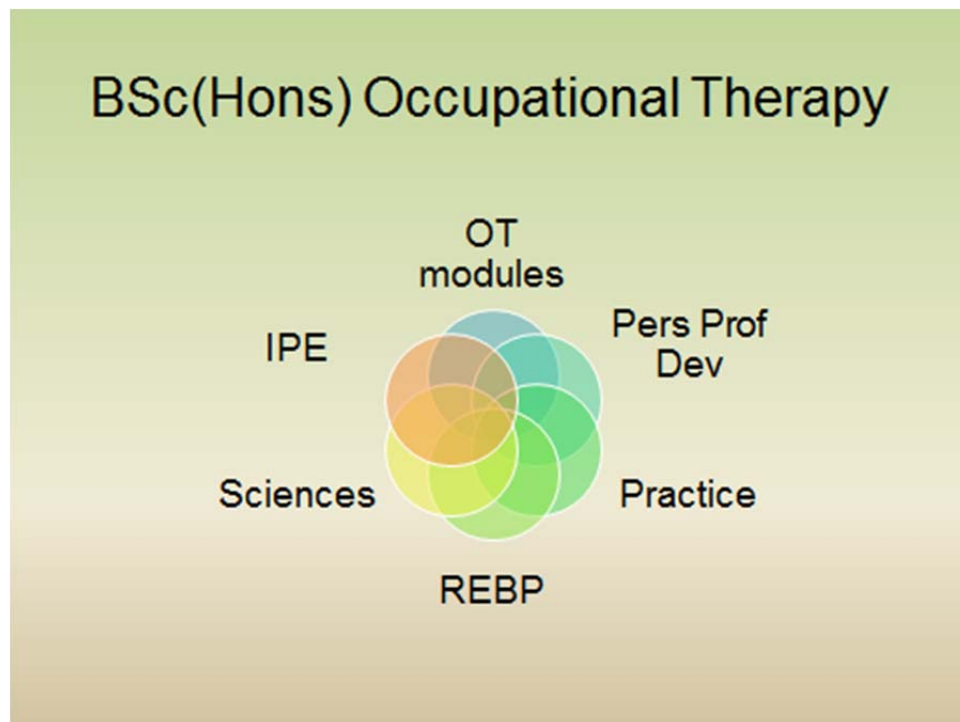 BSc(Hons) Occupational Therapy
OT
modules
Pers Prof
Dev
Practice
REBP
Sciences
IPE